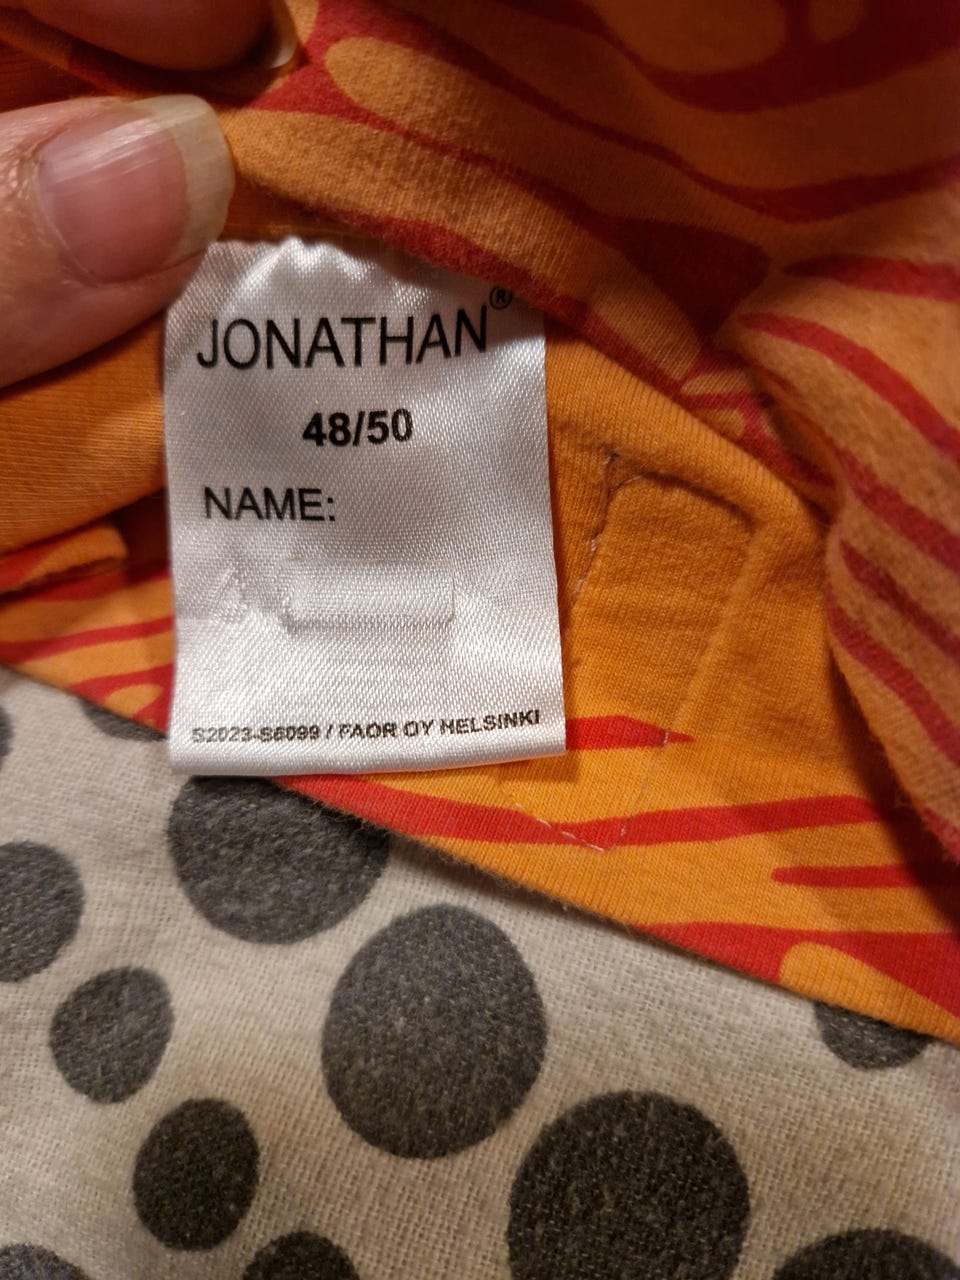 JONATHAN®
48/50
NAME:
S2023-S6099 / FAOR OY HELSINKI